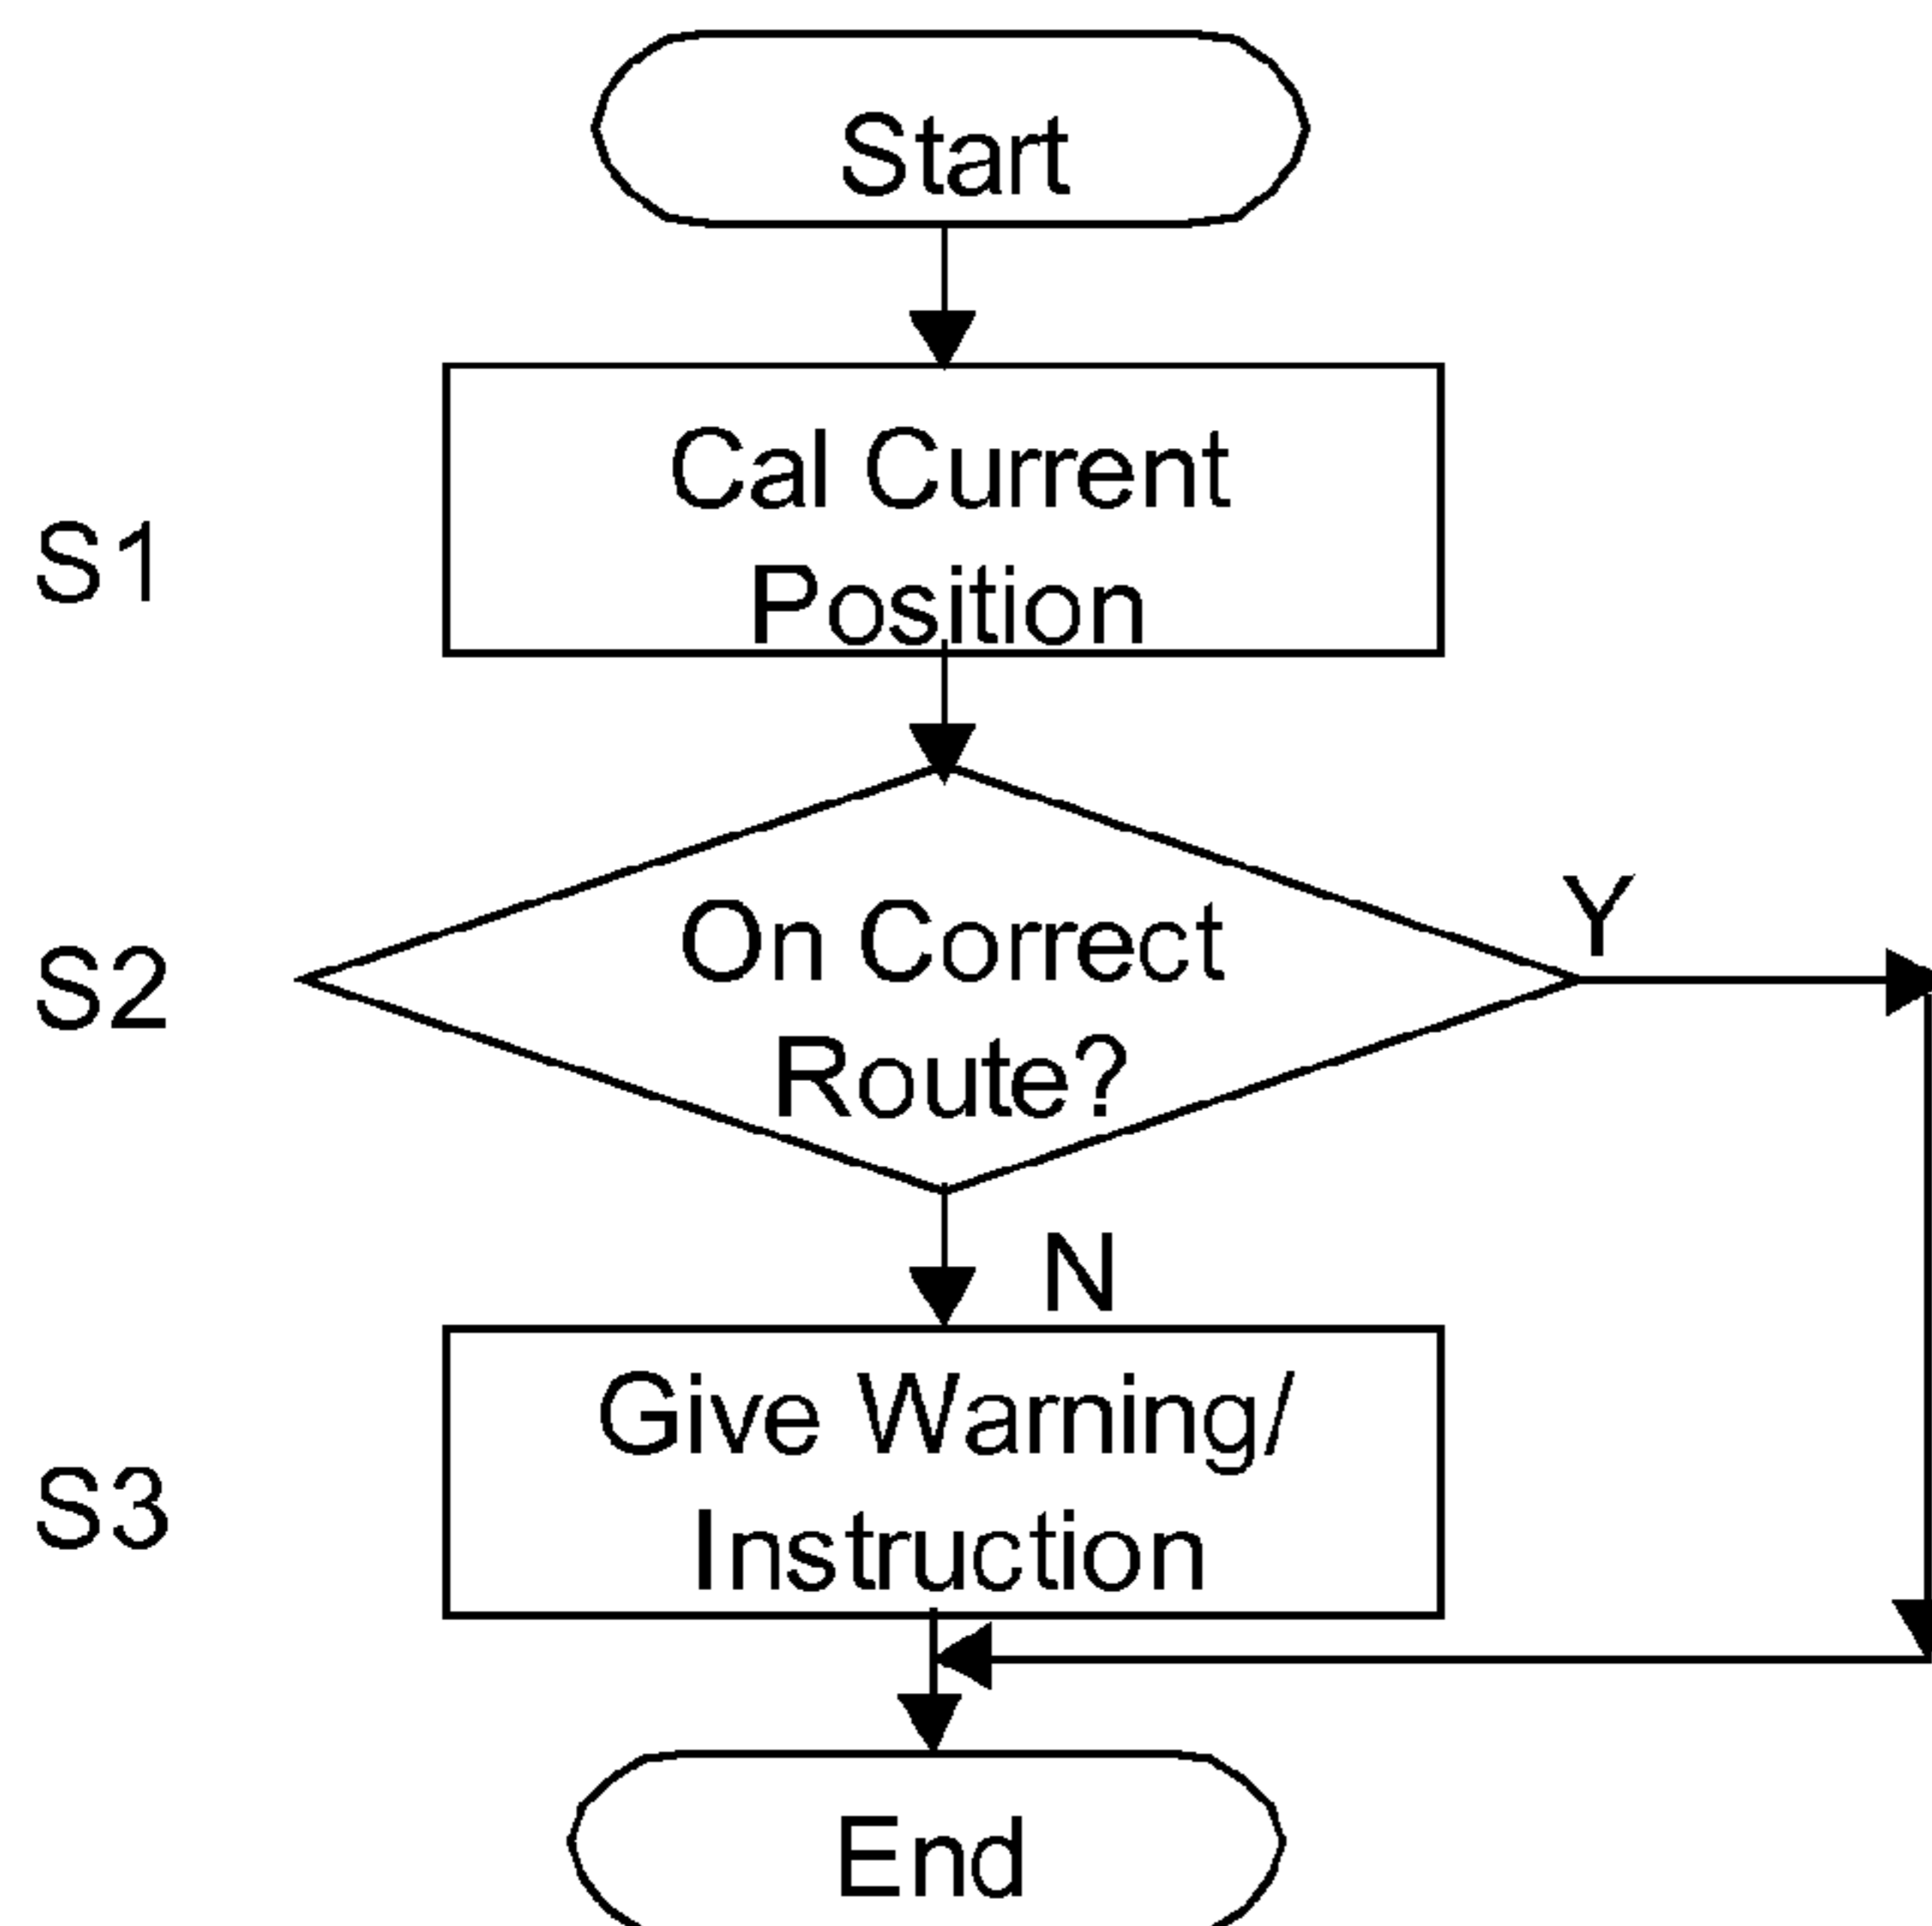 Start
Cal Current
Position
S1
On Correct
Route?
Y
S2
N
Give Warning/
Instruction
S3
End